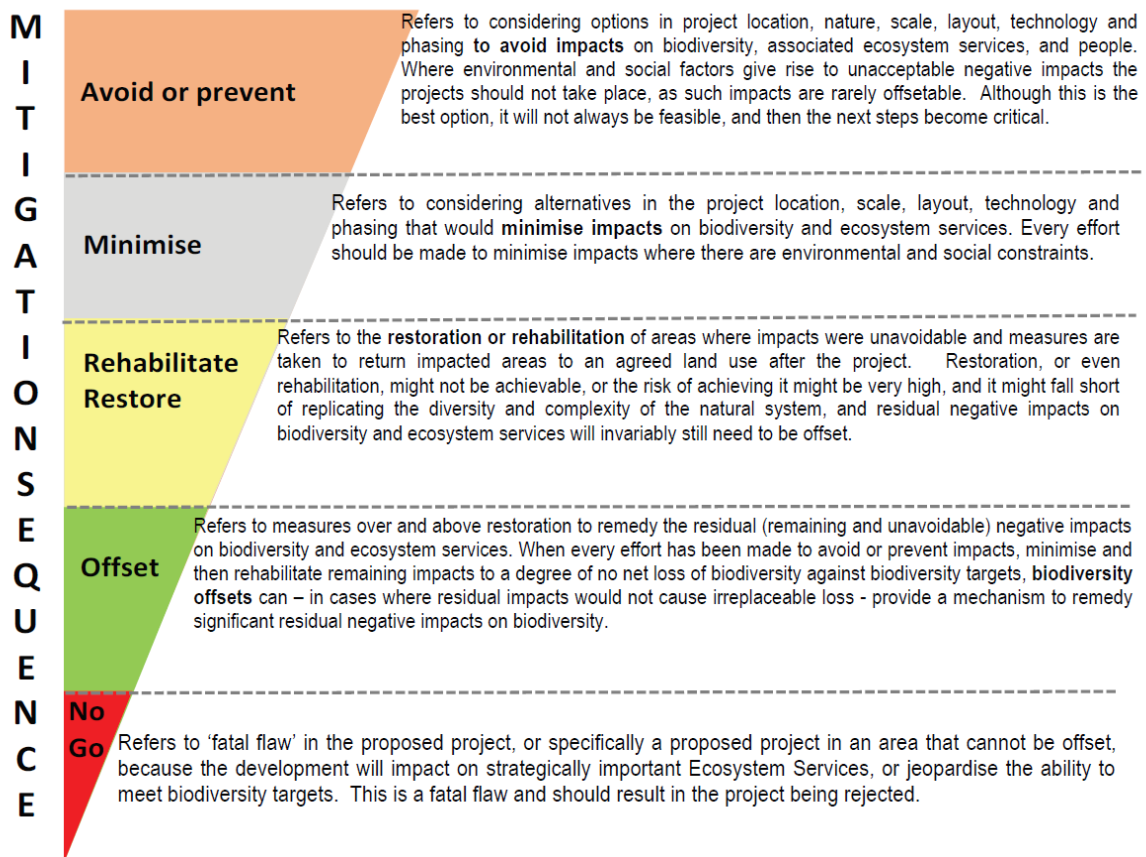 MITIGATION SEQUENCE
Avoid or prevent
Refers to considering options in project location, nature, scale, layout, technology and
phasing to avoid impacts on biodiversity, associated ecosystem services, and people.
Where environmental and social factors give rise to unacceptable negative impacts the
projects should not take place, as such impacts are rarely offsetable. Although this is the
best option, it will not always be feasible, and then the next steps become critical.
Minimise
Refers to considering alternatives in the project location, scale, layout, technology and
phasing that would minimise impacts on biodiversity and ecosystem services. Every effort
should be made to minimise impacts where there are environmental and social constraints.
Rehabilitate
Restore
Refers to the restoration or rehabilitation of areas where impacts were unavoidable and measures are
taken to return impacted areas to an agreed land use after the project. Restoration, or even
rehabilitation, might not be achievable, or the risk of achieving it might be very high, and it might fall short
of replicating the diversity and complexity of the natural system, and residual negative impacts on
biodiversity and ecosystem services will invariably still need to be offset.
Offset
Refers to measures over and above restoration to remedy the residual (remaining and unavoidable) negative impacts
on biodiversity and ecosystem services. When every effort has been made to avoid or prevent impacts, minimise and
then rehabilitate remaining impacts to a degree of no net loss of biodiversity against biodiversity targets, biodiversity
offsets can – in cases where residual impacts would not cause irreplaceable loss - provide a mechanism to remedy
significant residual negative impacts on biodiversity.
No
Go
Refers to ‘fatal flaw’ in the proposed project, or specifically a proposed project in an area that cannot be offset,
because the development will impact on strategically important Ecosystem Services, or jeopardise the ability to
meet biodiversity targets. This is a fatal flaw and should result in the project being rejected.